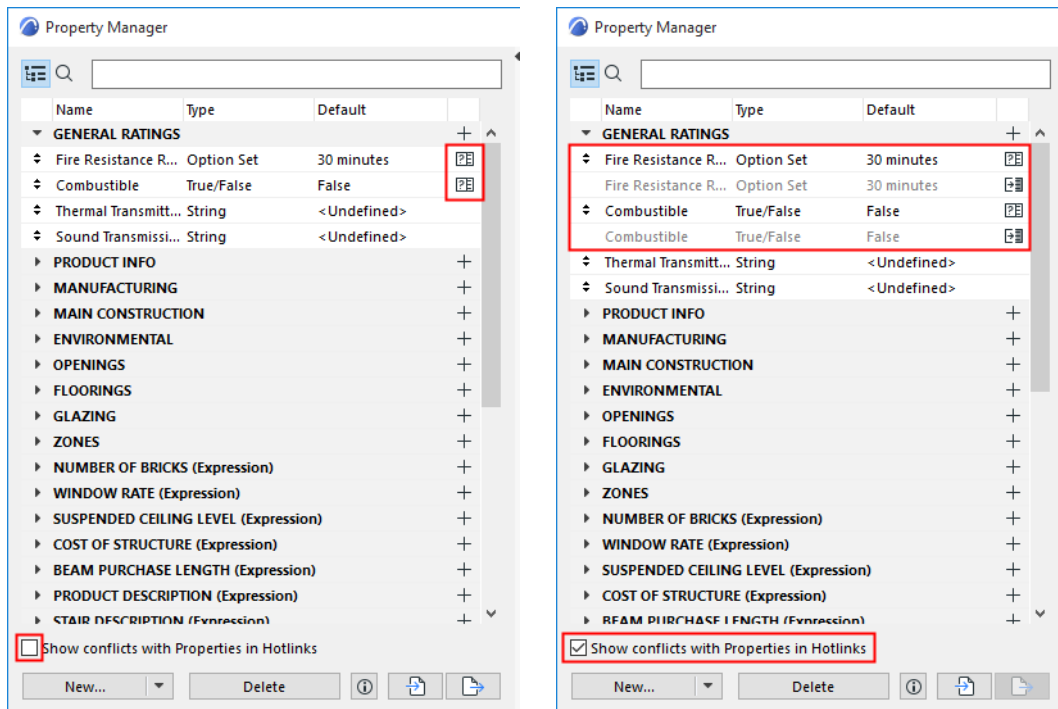 Property Manager
Name Type Default
GENERAL RATINGS
Fire Resistance R... Option Set 30 minutes
Combustible True/False False
Thermal Transmitt... String <Undefined>
Sound Transmissi... String <Undefined>
PRODUCT INFO
MANUFACTURING
MAIN CONSTRUCTION
ENVIRONMENTAL
OPENINGS
FLOORINGS
GLAZING
ZONES
NUMBER OF BRICKS (Expression)
WINDOW RATE (Expression)
SUSPENDED CEILING LEVEL (Expression)
COST OF STRUCTURE (Expression)
BEAM PURCHASE LENGTH (Expression)
PRODUCT DESCRIPTION (Expression)
STAIR DESCRIPTION (Expression)
Show conflicts with Properties in Hotlinks
New... Delete
Property Manager
Name Type Default
GENERAL RATINGS
Fire Resistance R... Option Set 30 minutes
Fire Resistance R... Option Set 30 minutes
Combustible True/False False
Combustible True/False False
Thermal Transmitt... String <Undefined>
Sound Transmissi... String <Undefined>
PRODUCT INFO
MANUFACTURING
MAIN CONSTRUCTION
ENVIRONMENTAL
OPENINGS
FLOORINGS
GLAZING
ZONES
NUMBER OF BRICKS (Expression)
WINDOW RATE (Expression)
SUSPENDED CEILING LEVEL (Expression)
COST OF STRUCTURE (Expression)
BEAM PURCHASE LENGTH (Expression)
Show conflicts with Properties in Hotlinks
New... Delete